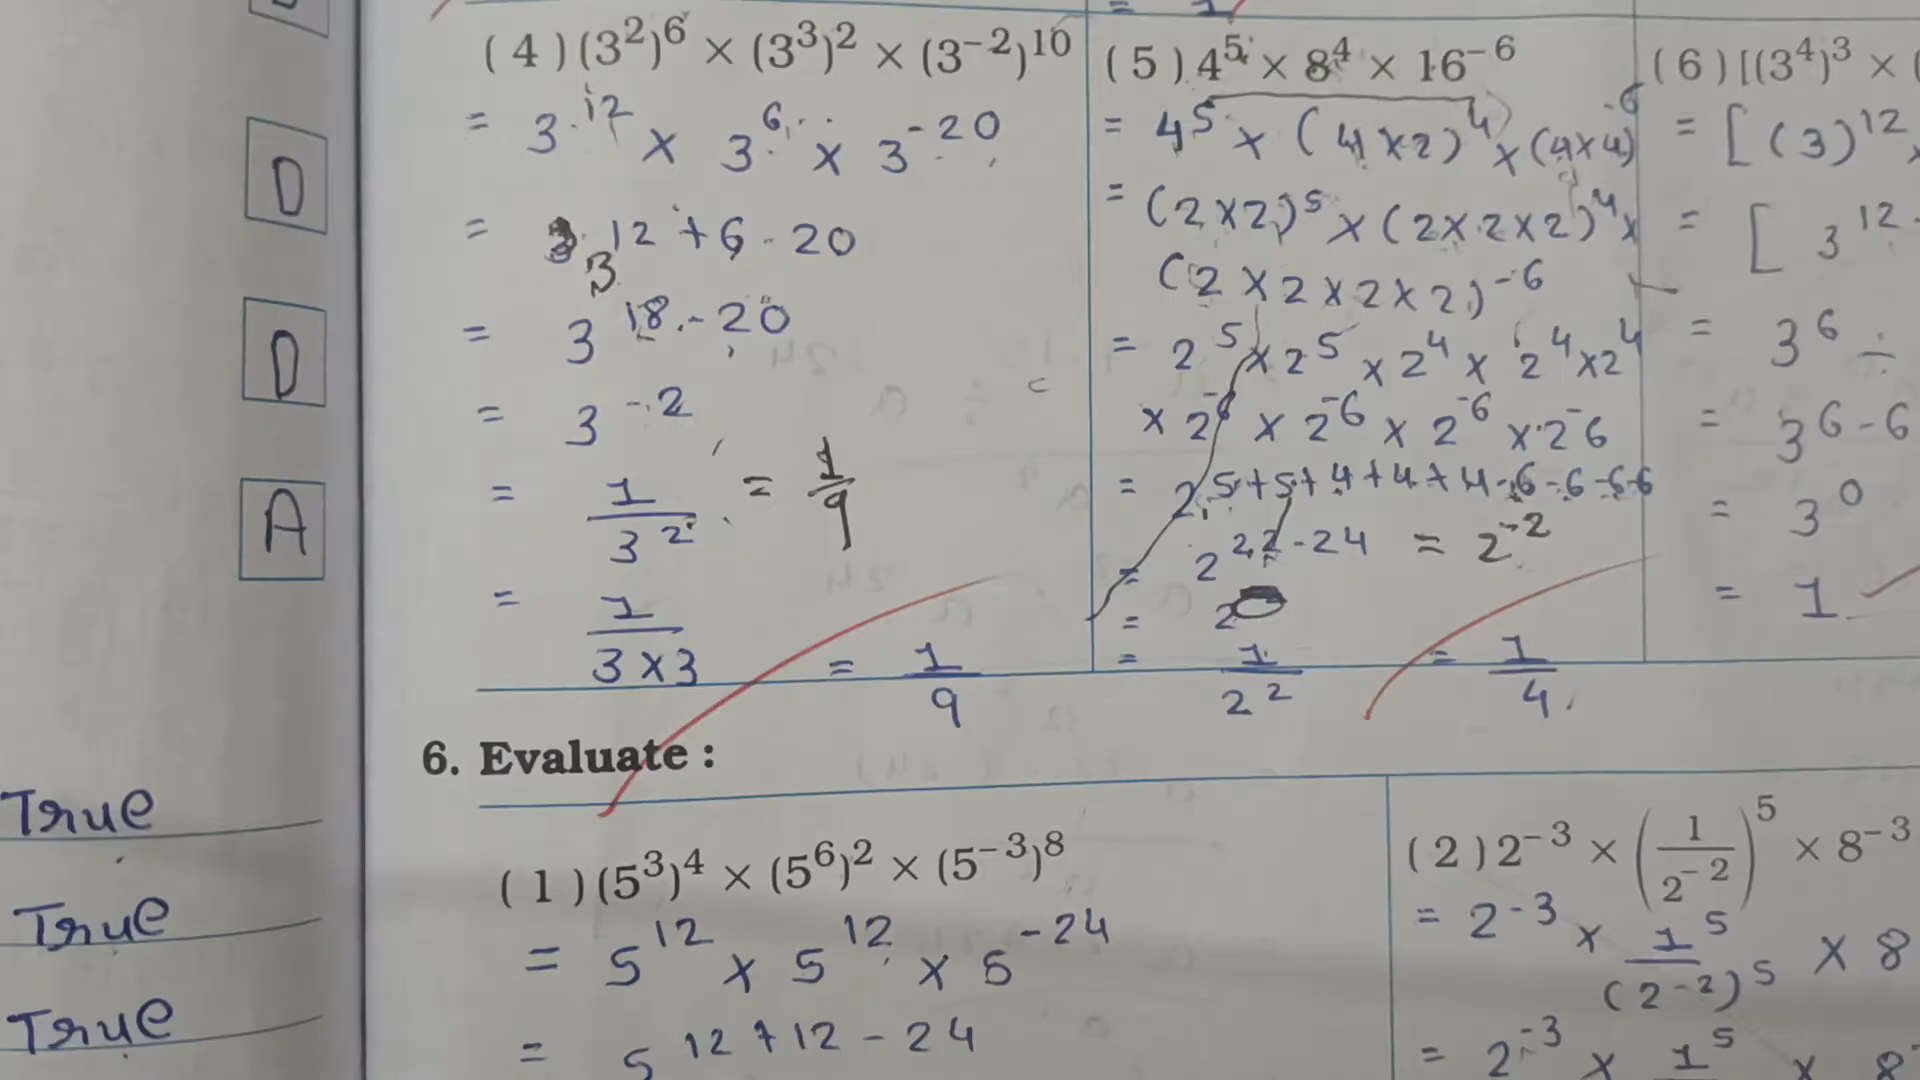 = 1
( 4 ) (3²)⁶ × (3³)² × (3⁻²)¹⁰
= 3¹² × 3⁶ × 3⁻²⁰
= 3 12 + 6 - 20
= 3¹⁸⁻²⁰
= 3⁻²
= 1/3² = 1/9
= 1/(3 × 3) = 1/9
( 5 ) 4⁵ × 8⁴ × 16⁻⁶
= 4⁵ × (4 × 2)⁴ × (4×4)⁻⁶
= (2×2)⁵ × (2×2×2)⁴ ×
(2 × 2 × 2 × 2)⁻⁶
= 2⁵ × 2⁵ × 2⁴ × 2⁴ × 2⁴
× 2⁻⁶ × 2⁻⁶ × 2⁻⁶ × 2⁻⁶
= 2⁵⁺⁵⁺⁴⁺⁴⁺⁴⁻⁶⁻⁶⁻⁶⁻⁶
= 2²²⁻²⁴ = 2⁻²
= 2
= 1/2² = 1/4
( 6 ) [(3⁴)³ × (
= [(3)¹² ×
= [ 3¹²
= 3⁶ ÷
= 3⁶⁻⁶
= 3⁰
= 1
D
D
A
True
True
True
6. Evaluate :
( 1 ) (5³)⁴ × (5⁶)² × (5⁻³)⁸
= 5¹² × 5¹² × 5⁻²⁴
= 5¹²⁺¹²⁻²⁴
( 2 ) 2⁻³ × (1/2⁻²)⁵ × 8⁻³
= 2⁻³ × 1⁵/(2⁻²)⁵ × 8
= 2⁻³ × 1⁵ × 8